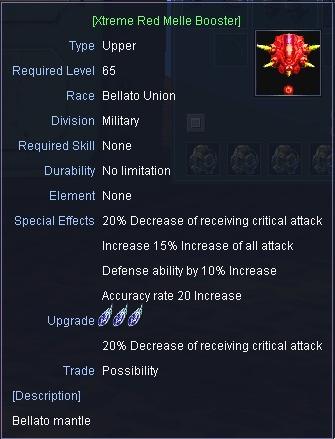 [Xtreme Red Melle Booster]
Type Upper
Required Level 65
Race Bellato Union
Division Military
Required Skill None
Durability No limitation
Element None
Special Effects 20% Decrease of receiving critical attack
Increase 15% Increase of all attack
Defense ability by 10% Increase
Accuracy rate 20 Increase
Upgrade
20% Decrease of receiving critical attack
Trade Possibility
[Description]
Bellato mantle